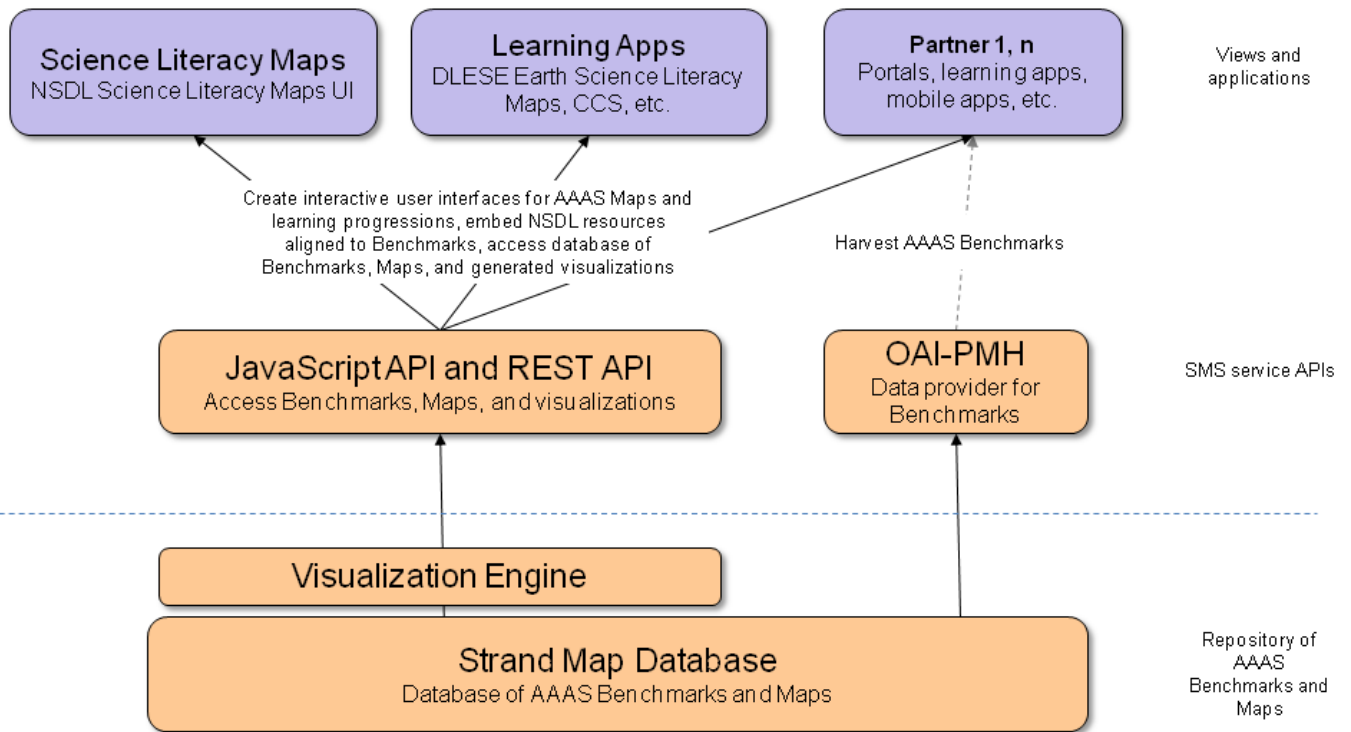 Science Literacy Maps
NSDL Science Literacy Maps UI
Learning Apps
DLESE Earth Science Literacy
Maps, CCS, etc.
Partner 1, n
Portals, learning apps,
mobile apps, etc.
Views and
applications
Create interactive user interfaces for AAAS Maps and
learning progressions, embed NSDL resources
aligned to Benchmarks, access database of
Benchmarks, Maps, and generated visualizations
Harvest AAAS Benchmarks
JavaScript API and REST API
Access Benchmarks, Maps, and visualizations
OAI-PMH
Data provider for
Benchmarks
SMS service APIs
Visualization Engine
Strand Map Database
Database of AAAS Benchmarks and Maps
Repository of
AAAS
Benchmarks and
Maps